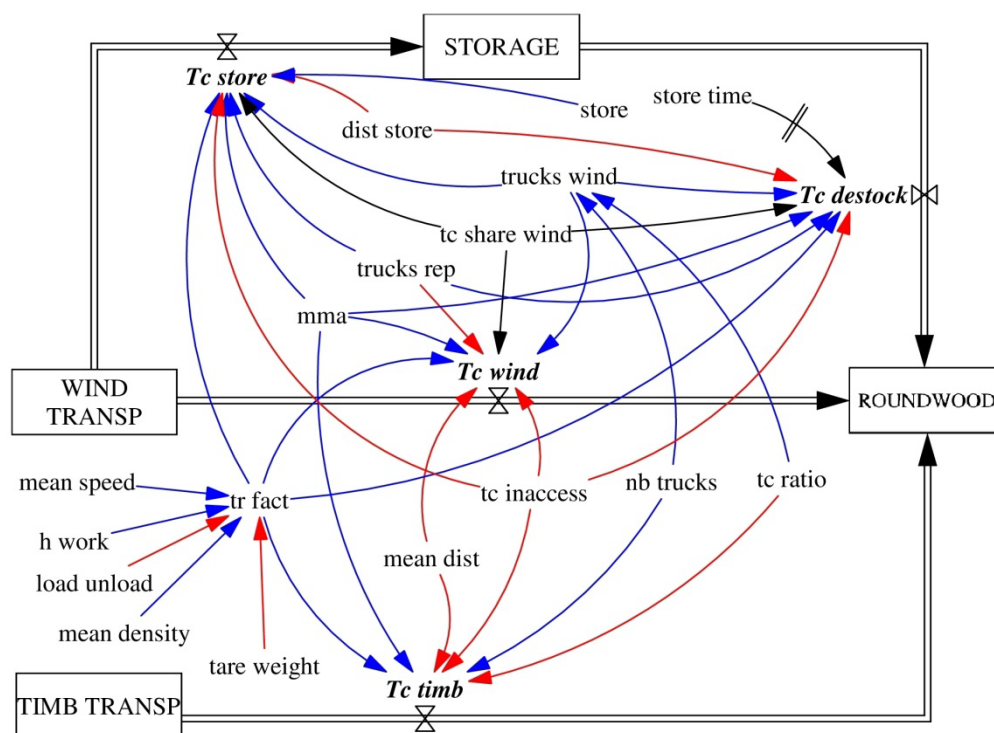 STORAGE
Tc store
store time
store
dist store
trucks wind
Tc destock
tc share wind
trucks rep
mma
Tc wind
WIND
TRANSP
ROUNDWOOD
mean speed
tr fact
tc inaccess
nb trucks
tc ratio
h work
mean dist
load unload
mean density
tare weight
Tc timb
TIMB TRANSP